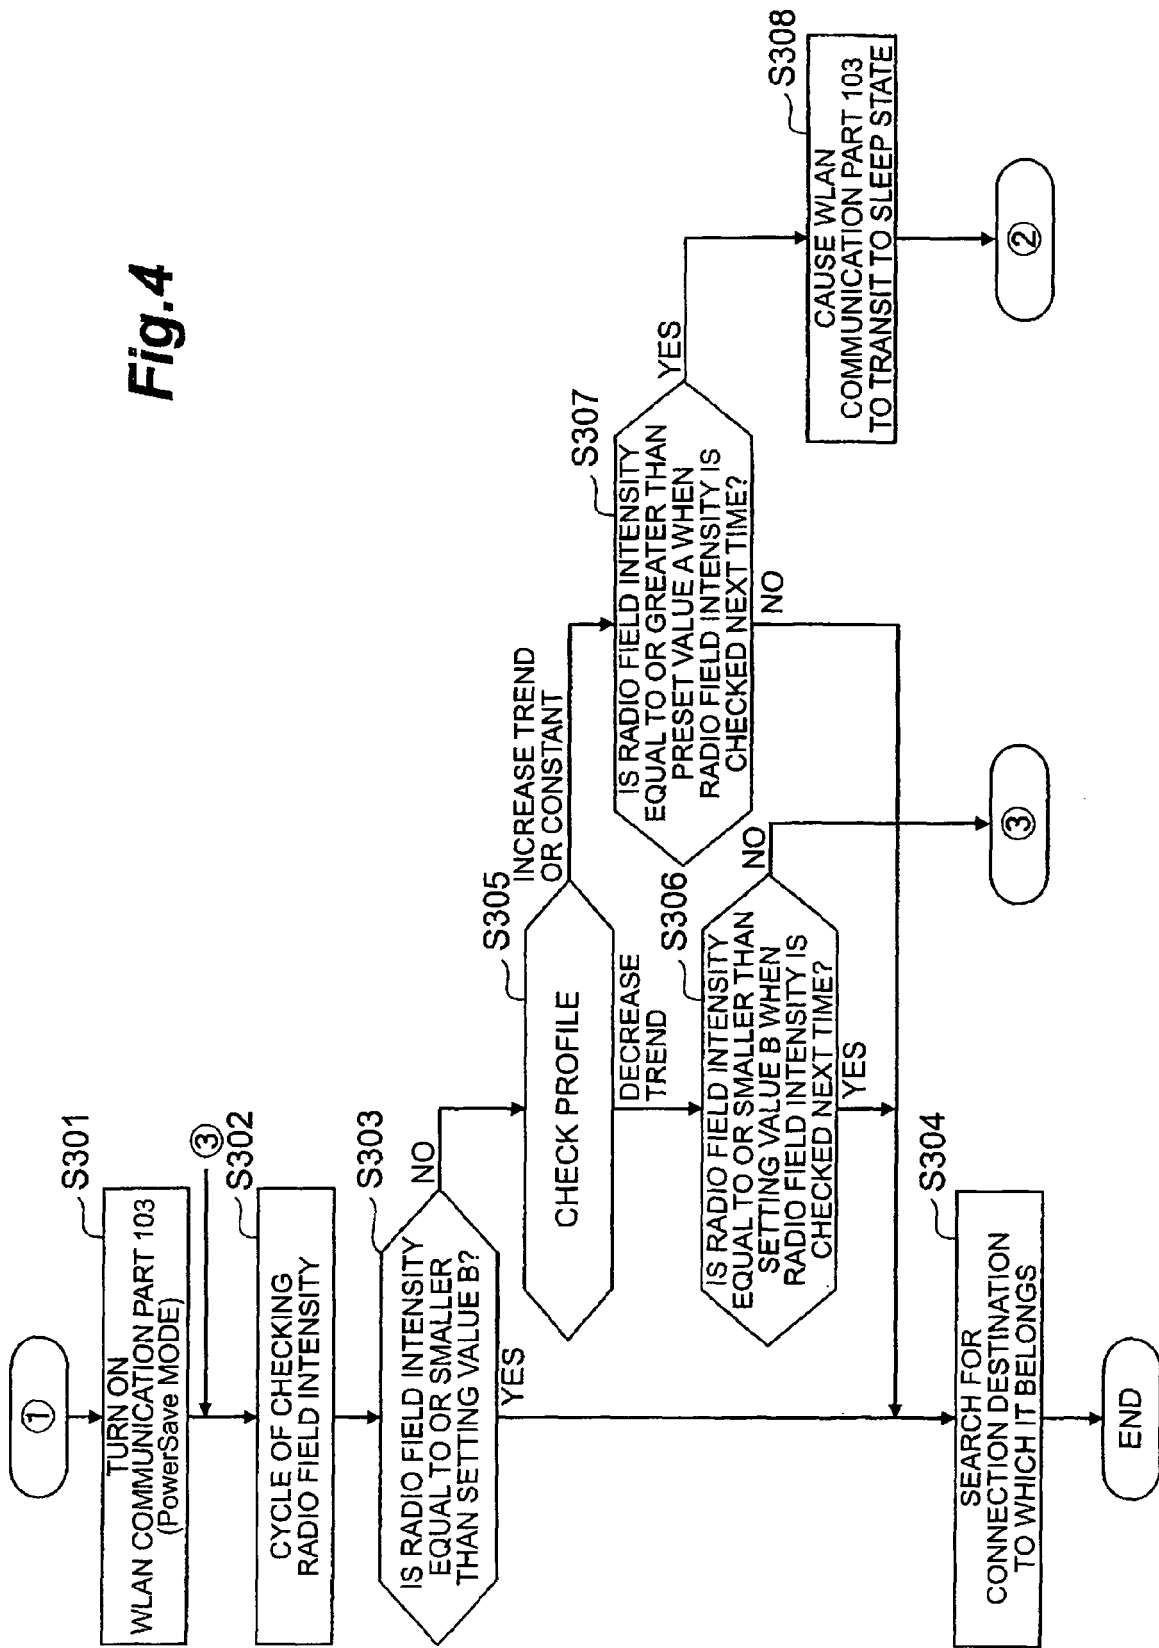 Fig.4
①
S301
TURN ON
WLAN COMMUNICATION PART 103
(PowerSave MODE)
③
S302
CYCLE OF CHECKING
RADIO FIELD INTENSITY
S303
IS RADIO FIELD INTENSITY
EQUAL TO OR SMALLER
THAN SETTING VALUE B?
NO
YES
S305
CHECK PROFILE
INCREASE TREND
OR CONSTANT
DECREASE
TREND
S306
IS RADIO FIELD INTENSITY
EQUAL TO OR SMALLER THAN
SETTING VALUE B WHEN
RADIO FIELD INTENSITY IS
CHECKED NEXT TIME?
NO
YES
S307
IS RADIO FIELD INTENSITY
EQUAL TO OR GREATER THAN
PRESET VALUE A WHEN
RADIO FIELD INTENSITY IS
CHECKED NEXT TIME?
YES
NO
S308
CAUSE WLAN
COMMUNICATION PART 103
TO TRANSIT TO SLEEP STATE
②
③
S304
SEARCH FOR
CONNECTION DESTINATION
TO WHICH IT BELONGS
END